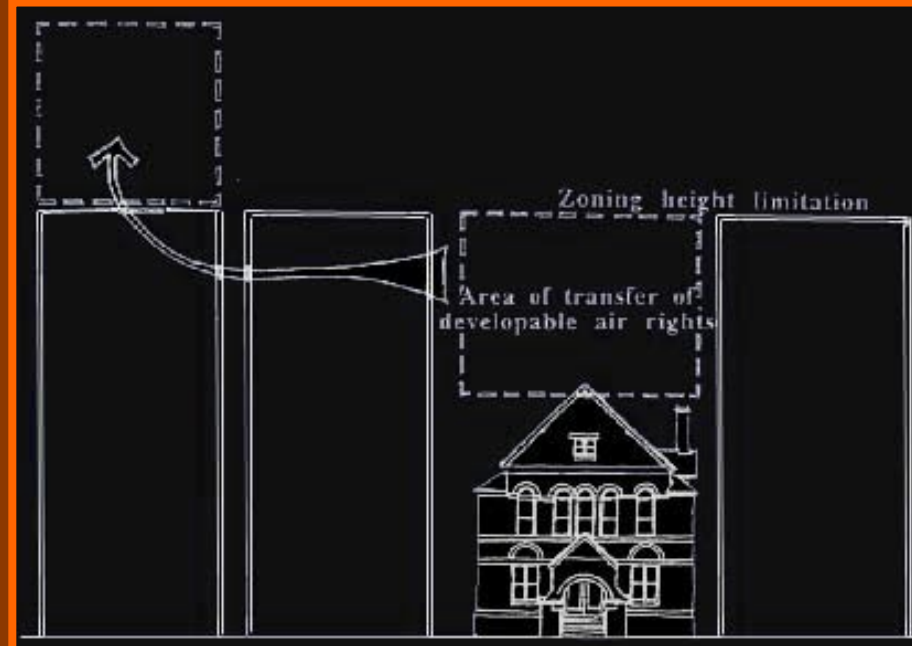 Zoning height limitation
Area of transfer of
developable air rights